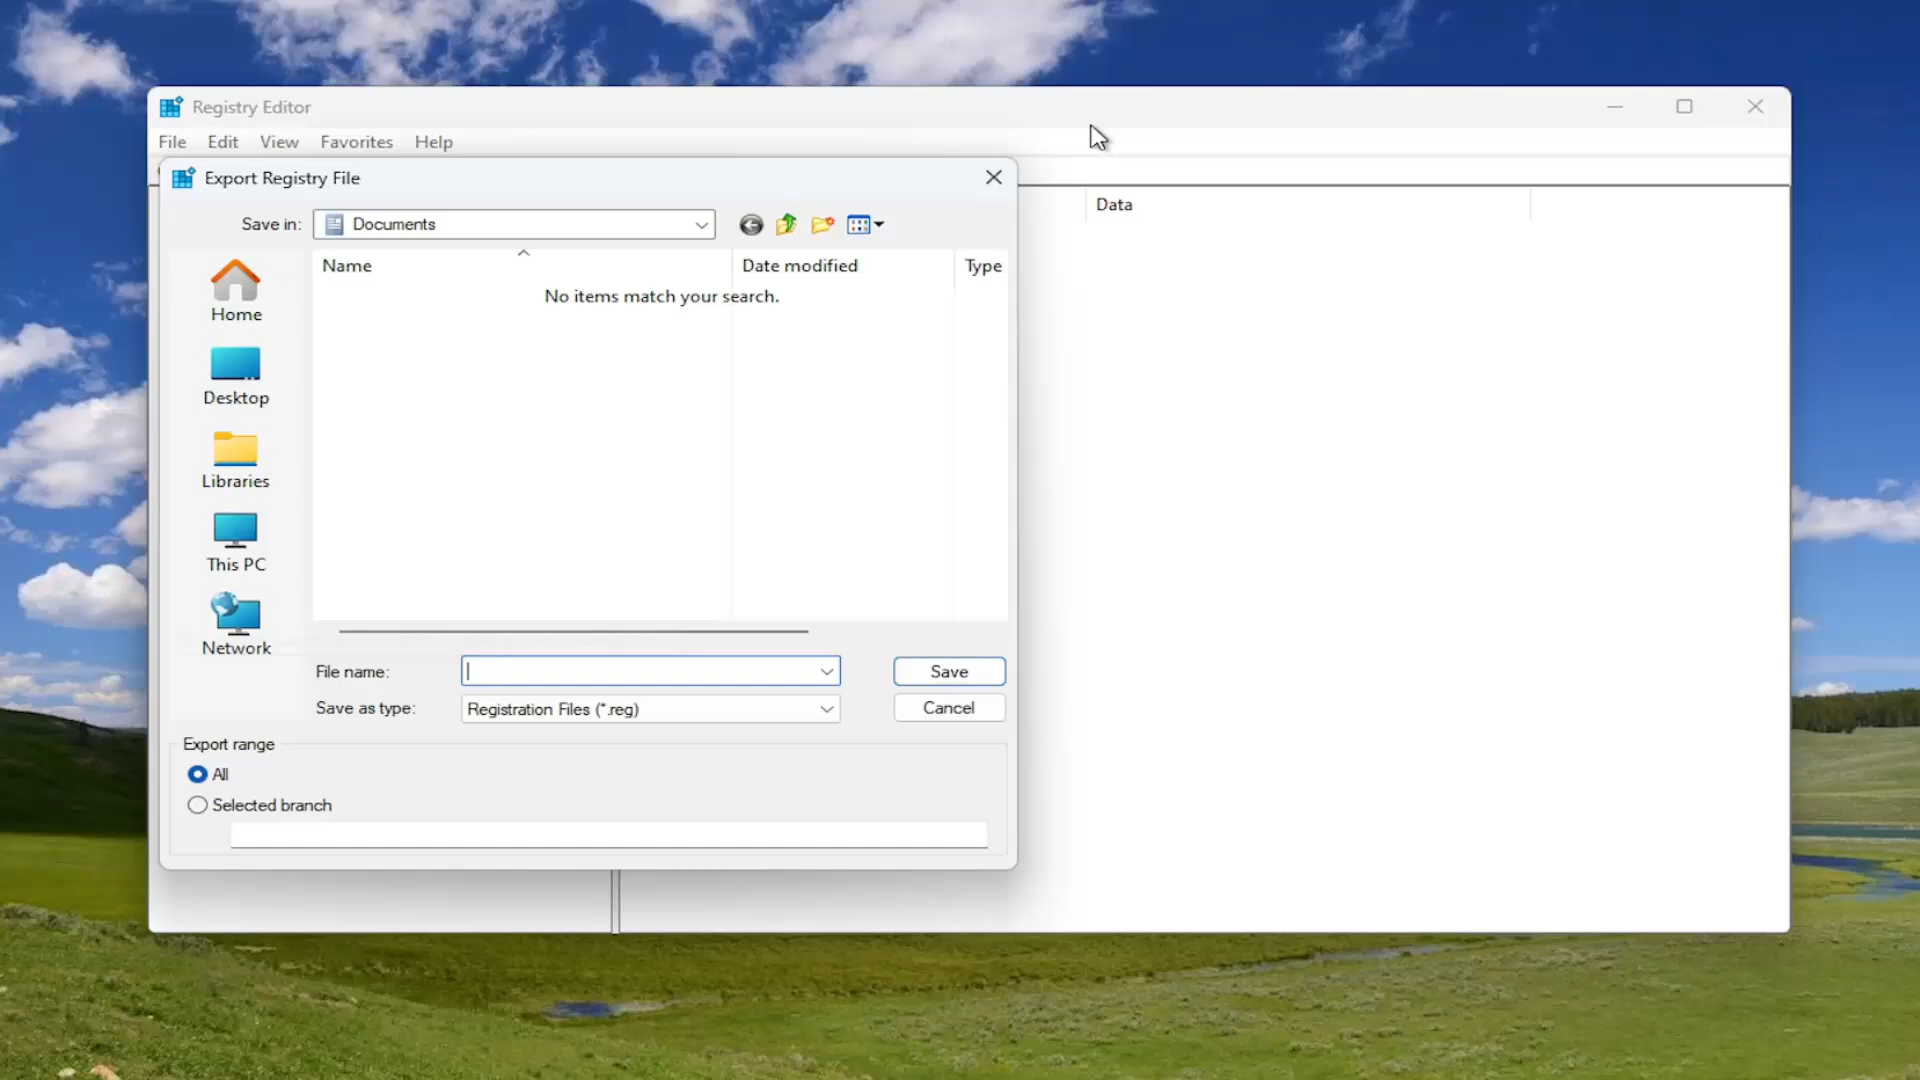 Registry Editor
File Edit View Favorites Help
Export Registry File
Save in: Documents
Data
Name Date modified Type
No items match your search.
Home
Desktop
Libraries
This PC
Network
File name: Save
Save as type: Registration Files (*.reg) Cancel
Export range
All
Selected branch